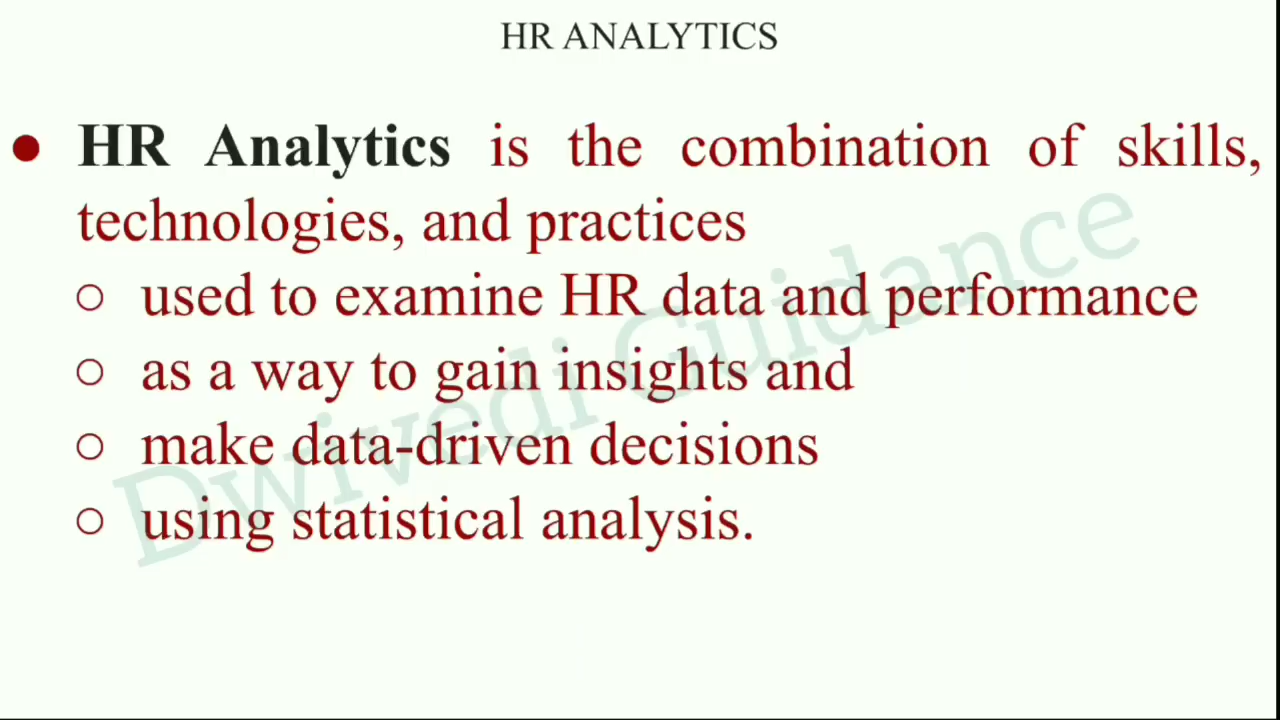 HR ANALYTICS
● HR Analytics is the combination of skills,
technologies, and practices
○ used to examine HR data and performance
○ as a way to gain insights and
○ make data-driven decisions
○ using statistical analysis.
Dwivedi Guidance